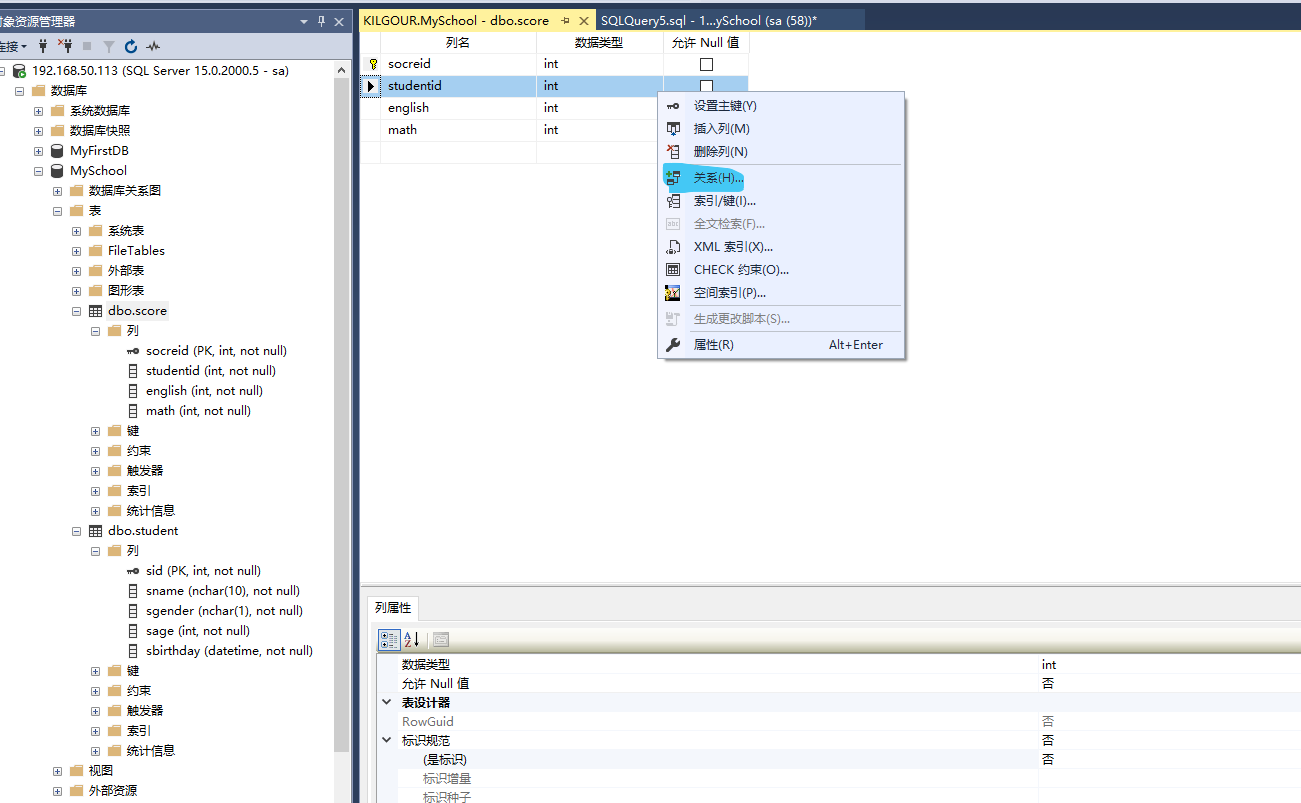 对象资源管理器
连接
192.168.50.113 (SQL Server 15.0.2000.5 - sa)
数据库
系统数据库
数据库快照
MyFirstDB
MySchool
数据库关系图
表
系统表
FileTables
外部表
图形表
dbo.score
列
socreid (PK, int, not null)
studentid (int, not null)
english (int, not null)
math (int, not null)
键
约束
触发器
索引
统计信息
dbo.student
列
sid (PK, int, not null)
sname (nchar(10), not null)
sgender (nchar(1), not null)
sage (int, not null)
sbirthday (datetime, not null)
键
约束
触发器
索引
统计信息
视图
外部资源
KILGOUR.MySchool - dbo.score
SQLQuery5.sql - 1...ySchool (sa (58))*
列名 数据类型 允许 Null 值
socreid int
studentid int
english int
math int
设置主键(Y)
插入列(M)
删除列(N)
关系(H)...
索引/键(I)...
全文检索(F)...
XML 索引(X)...
CHECK 约束(O)...
空间索引(P)...
生成更改脚本(S)...
属性(R) Alt+Enter
列属性
数据类型 int
允许 Null 值 否
表设计器
RowGuid 否
标识规范 否
(是标识) 否
标识增量
标识种子